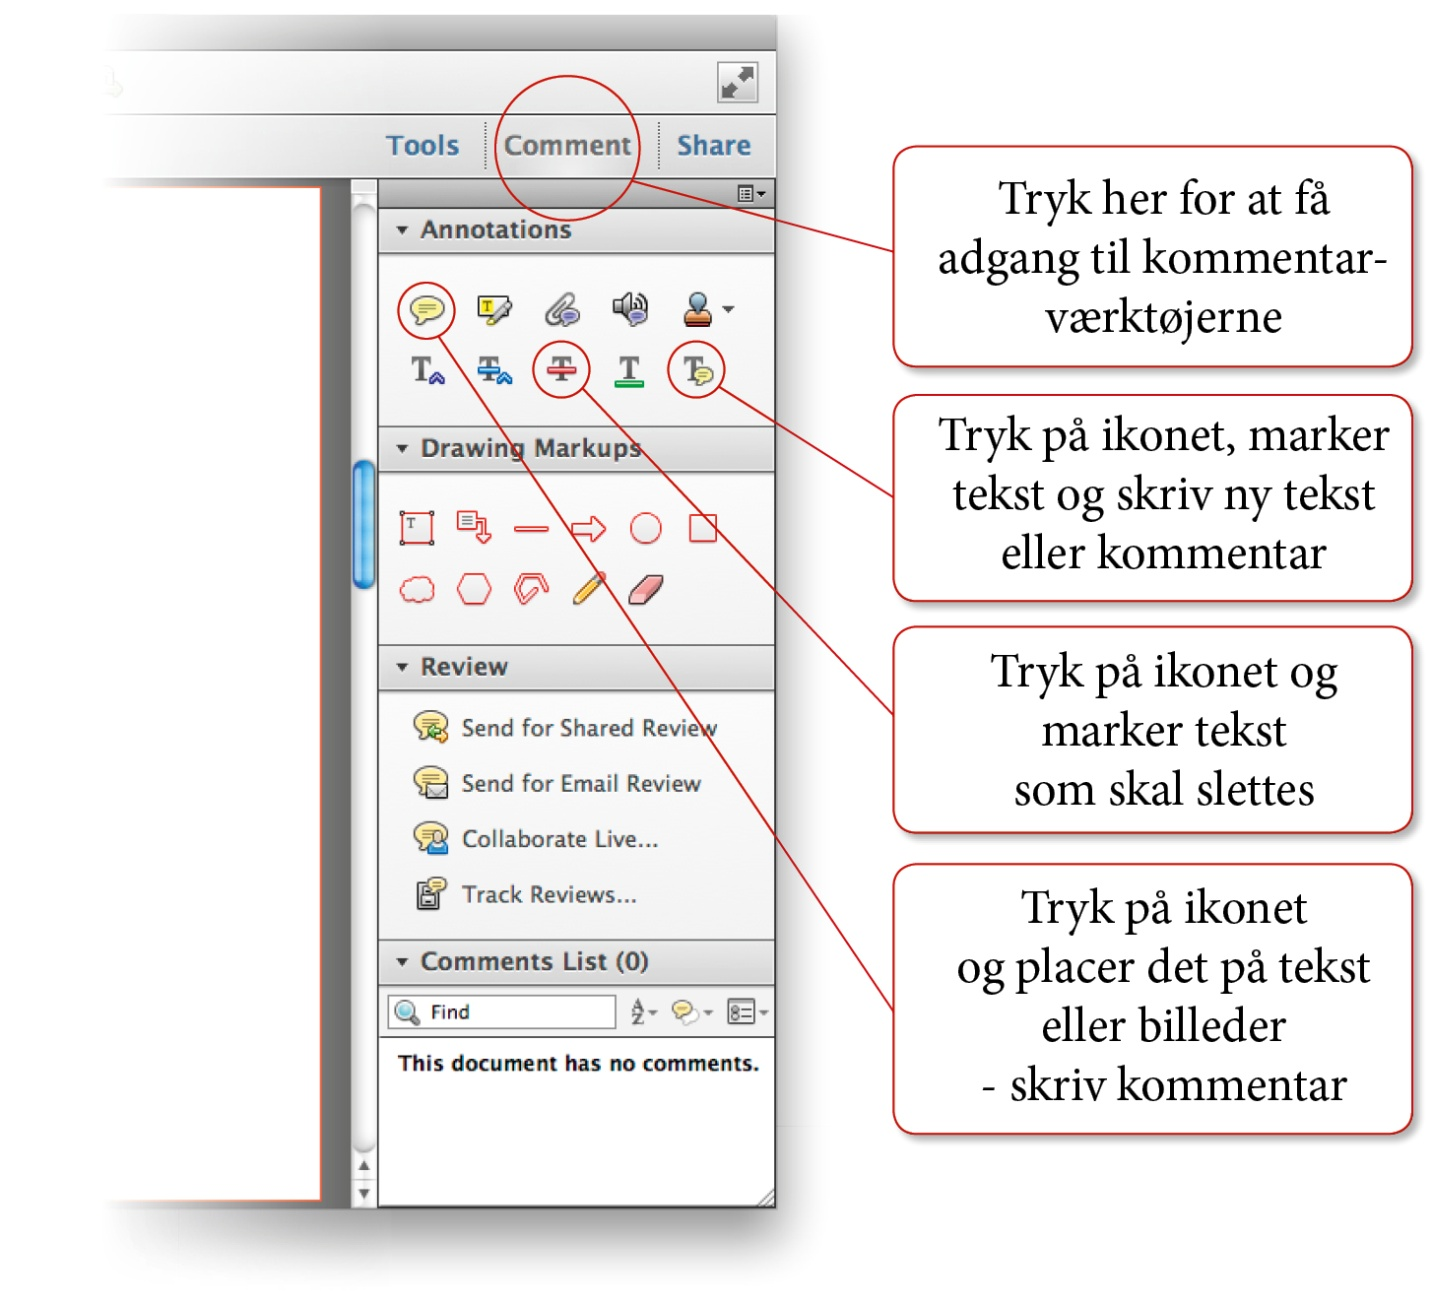 Tools
Comment
Share
Annotations
Drawing Markups
Review
Send for Shared Review
Send for Email Review
Collaborate Live...
Track Reviews...
Comments List (0)
Find
This document has no comments.
Tryk her for at få
adgang til kommentar-
værktøjerne
Tryk på ikonet, marker
tekst og skriv ny tekst
eller kommentar
Tryk på ikonet og
marker tekst
som skal slettes
Tryk på ikonet
og placer det på tekst
eller billeder
- skriv kommentar